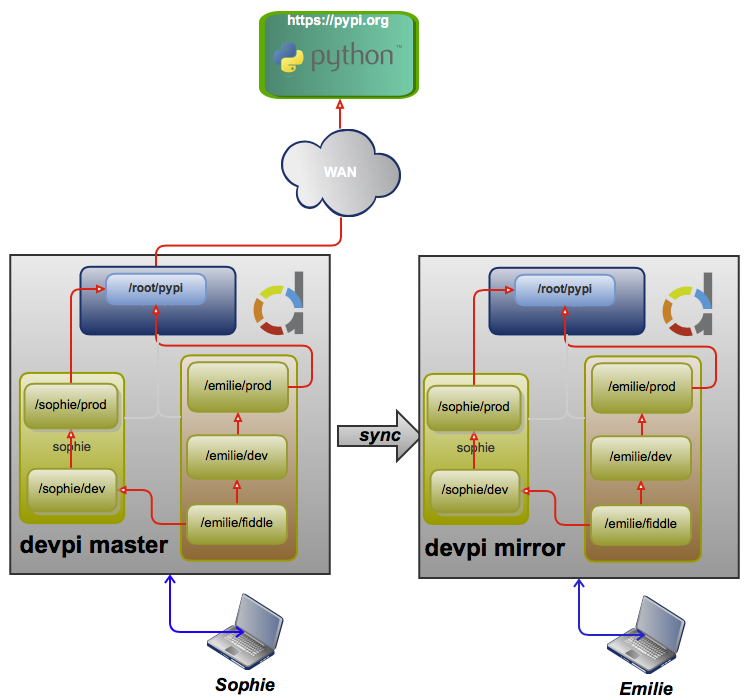 https://pypi.org
python™
WAN
/root/pypi
/sophie/prod
sophie
/sophie/dev
/emilie/prod
/emilie/dev
/emilie/fiddle
devpi master
sync
/root/pypi
/sophie/prod
sophie
/sophie/dev
/emilie/prod
/emilie/dev
/emilie/fiddle
devpi mirror
Sophie
Emilie